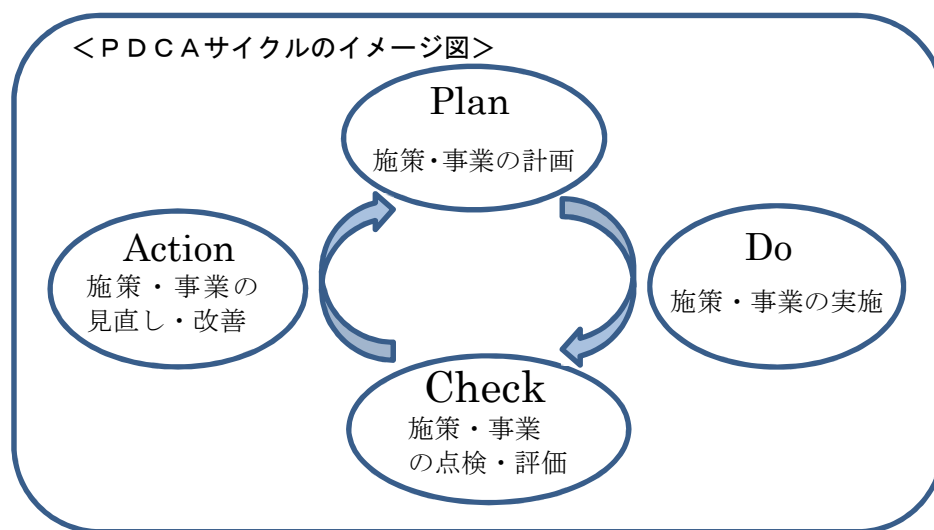 ＜ＰＤＣＡサイクルのイメージ図＞
Plan
施策・事業の計画
Do
施策・事業の実施
Check
施策・事業
の点検・評価
Action
施策・事業の
見直し・改善